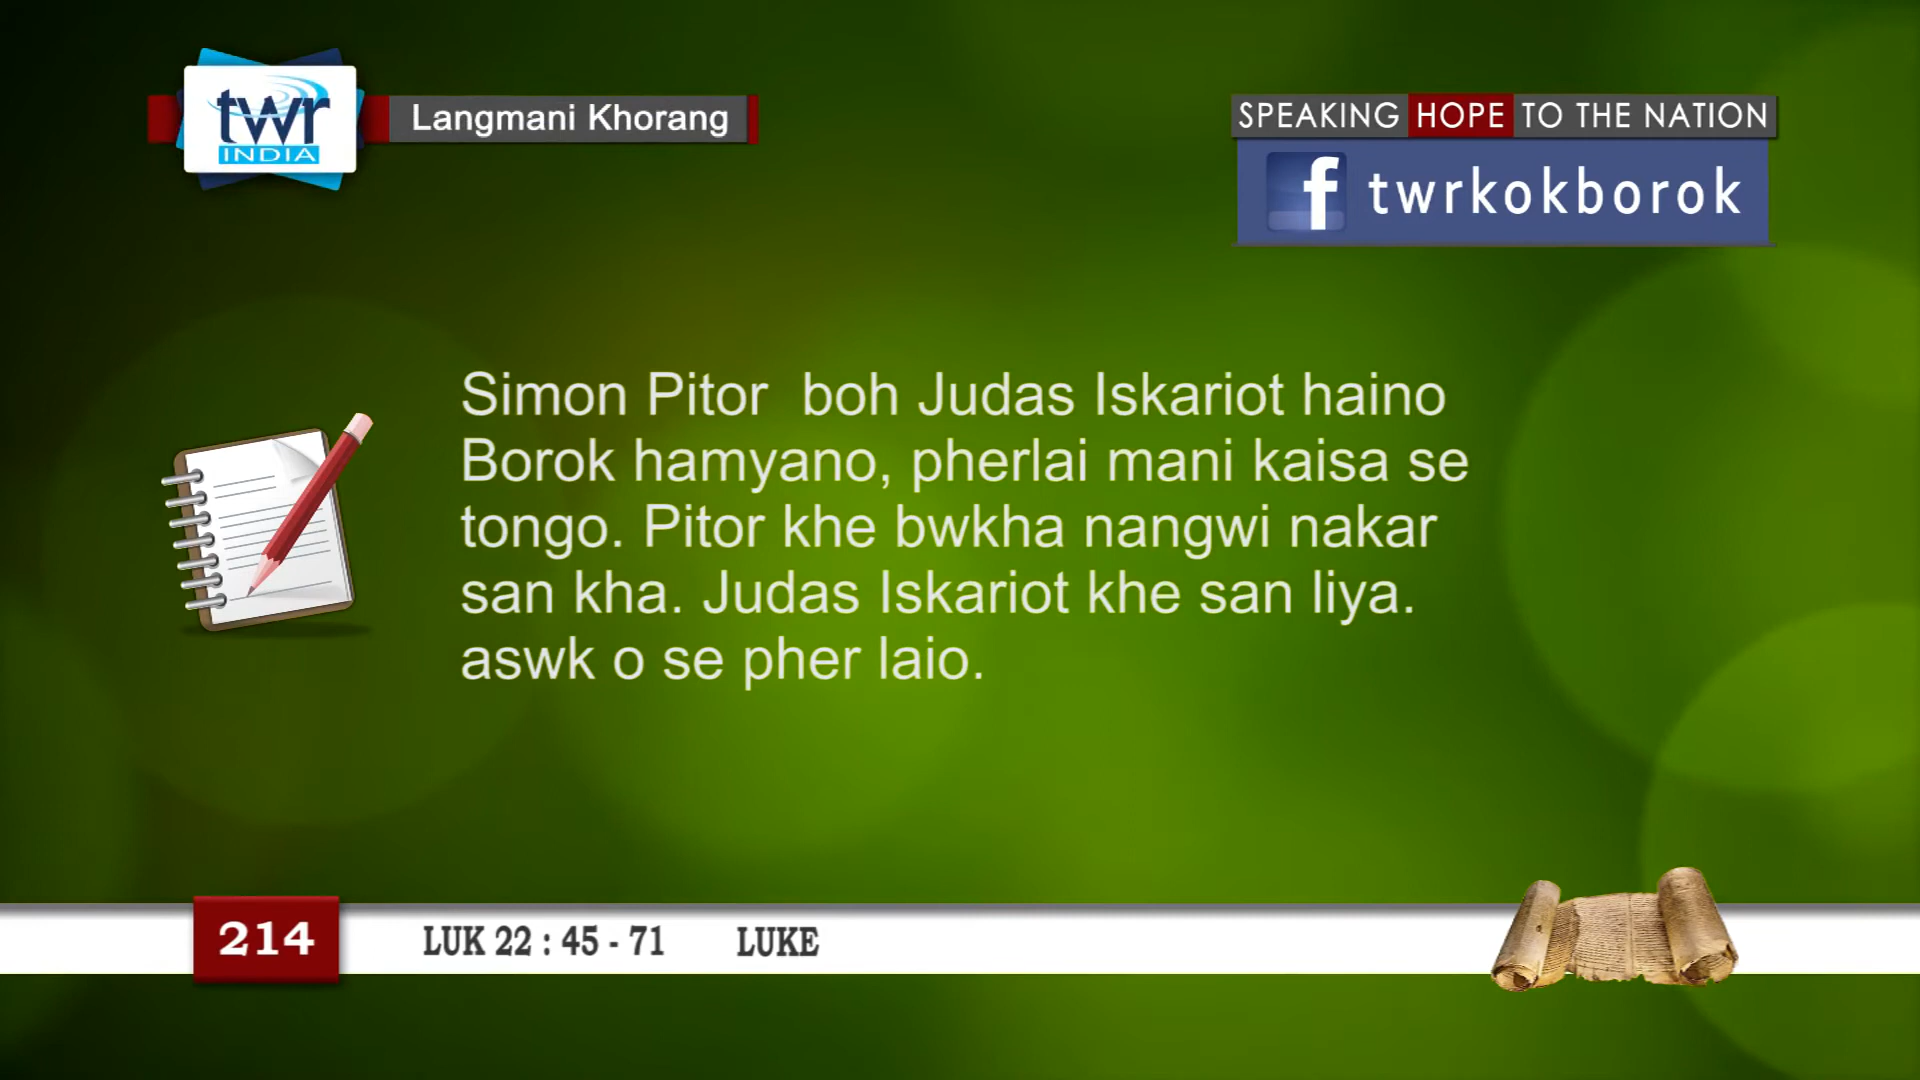 twr
INDIA
Langmani Khorang
SPEAKING HOPE TO THE NATION
f twrkokborok
Simon Pitor boh Judas Iskariot haino
Borok hamyano, pherlai mani kaisa se
tongo. Pitor khe bwkha nangwi nakar
san kha. Judas Iskariot khe san liya.
aswk o se pher laio.
214
LUK 22 : 45 - 71 LUKE